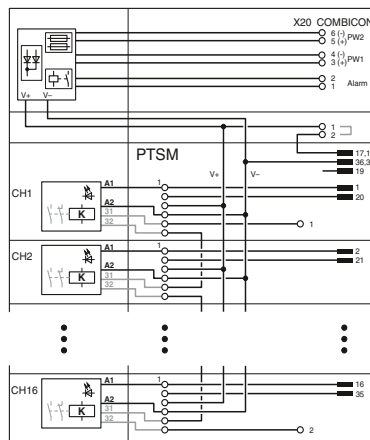 X20 COMBICON
6 (-)
5 (+) PW2
4 (-)
3 (+) PW1
2
1 Alarm
V+ V–
1
2
PTSM
17,1
V+ V–
36,3
19
CH1
A1 1
1
K
20
A2
31
32
1
CH2
A1 1
2
K
21
A2
31
32
CH16
A1 1
16
K
35
A2
31
32
2